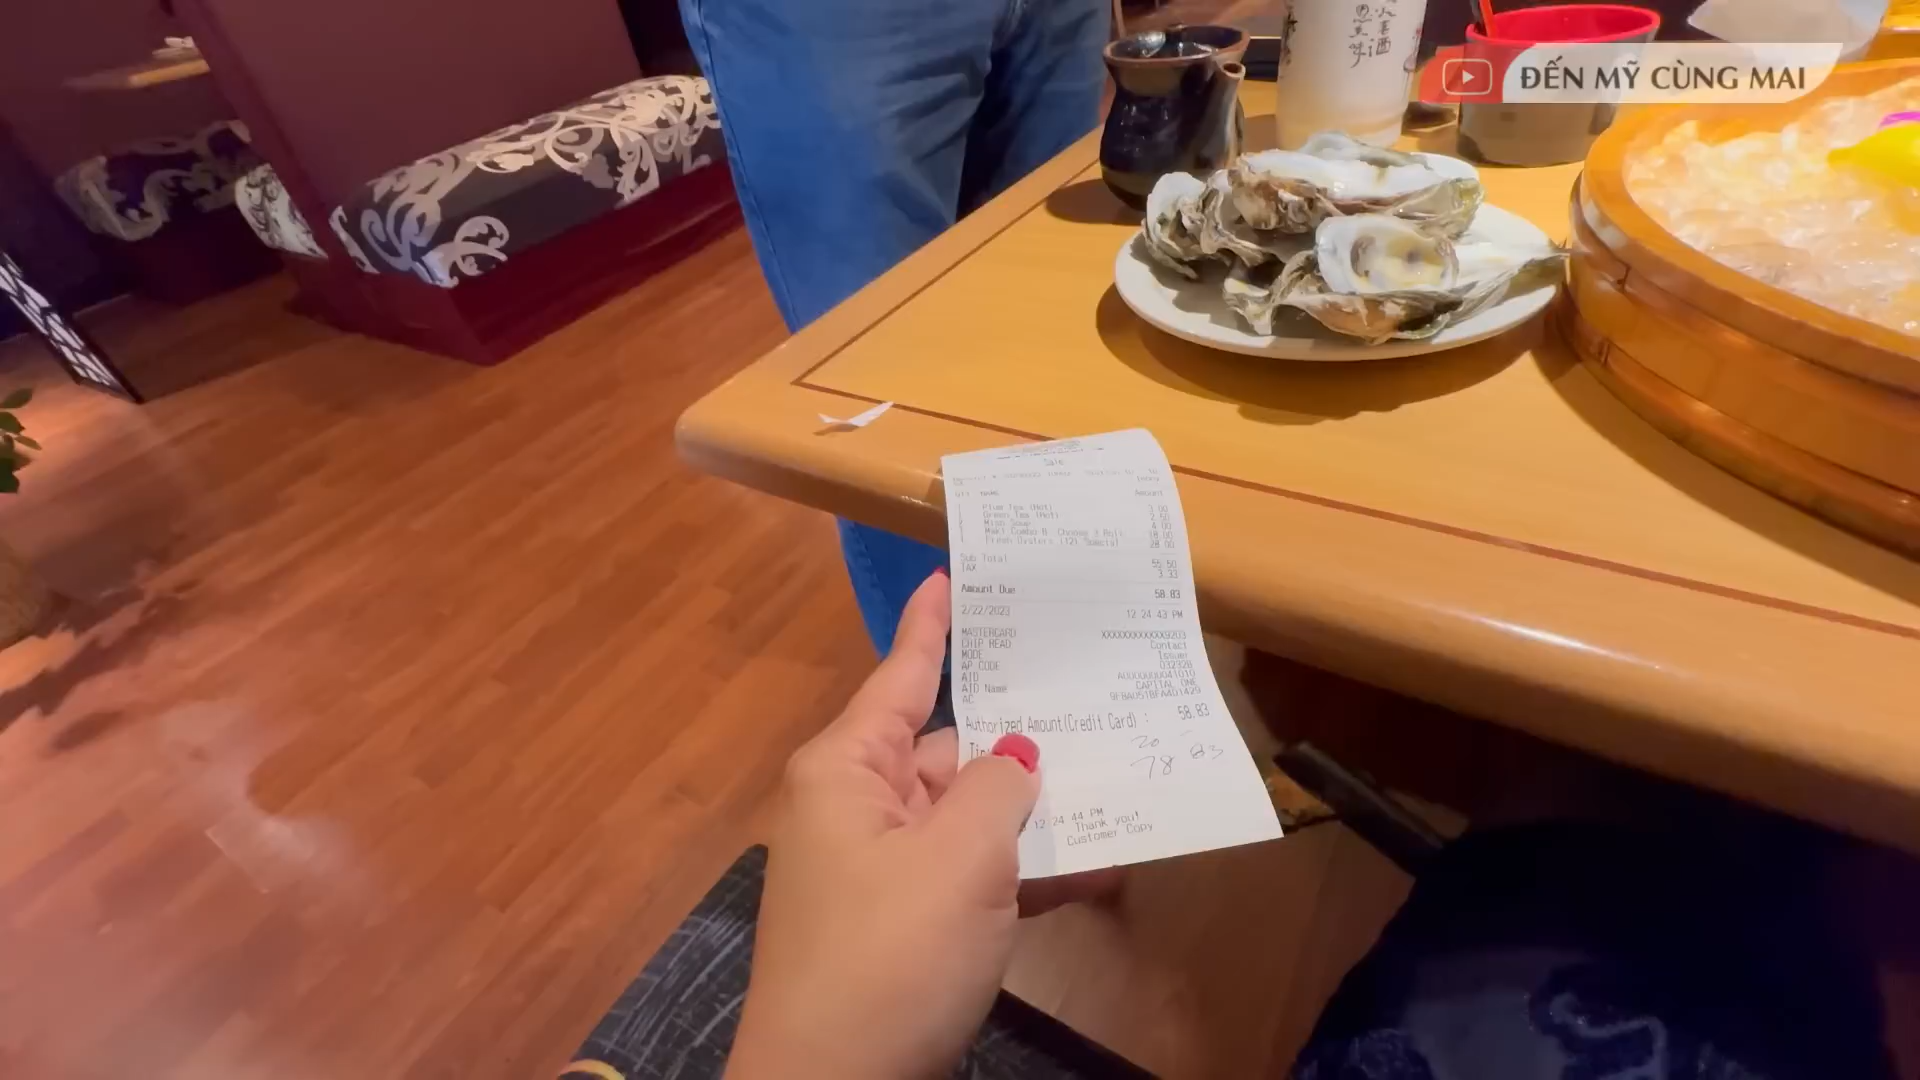 ĐẾN MỸ CÙNG MAI
Sale
QTY NAME Amount
Plum Tea (Hot) 3.00
Green Tea (Hot) 2.50
Miso Soup 4.00
Maki Combo B. Choose 3 Roll 18.00
Fresh Oysters (12) Special 28.00
Sub Total 55.50
TAX 3.33
Amount Due 58.83
2/22/2023 12:24:43 PM
MASTERCARD XXXXXXXXXXXX9203
CHIP READ Contact
MODE Issuer
AP CODE 032328
AID A0000000041010
AID Name CAPITAL ONE
AC 9FBA051BFA4D1429
Authorized Amount(Credit Card) : 58.83
20 -
78 83
12:24:44 PM
Thank you!
Customer Copy